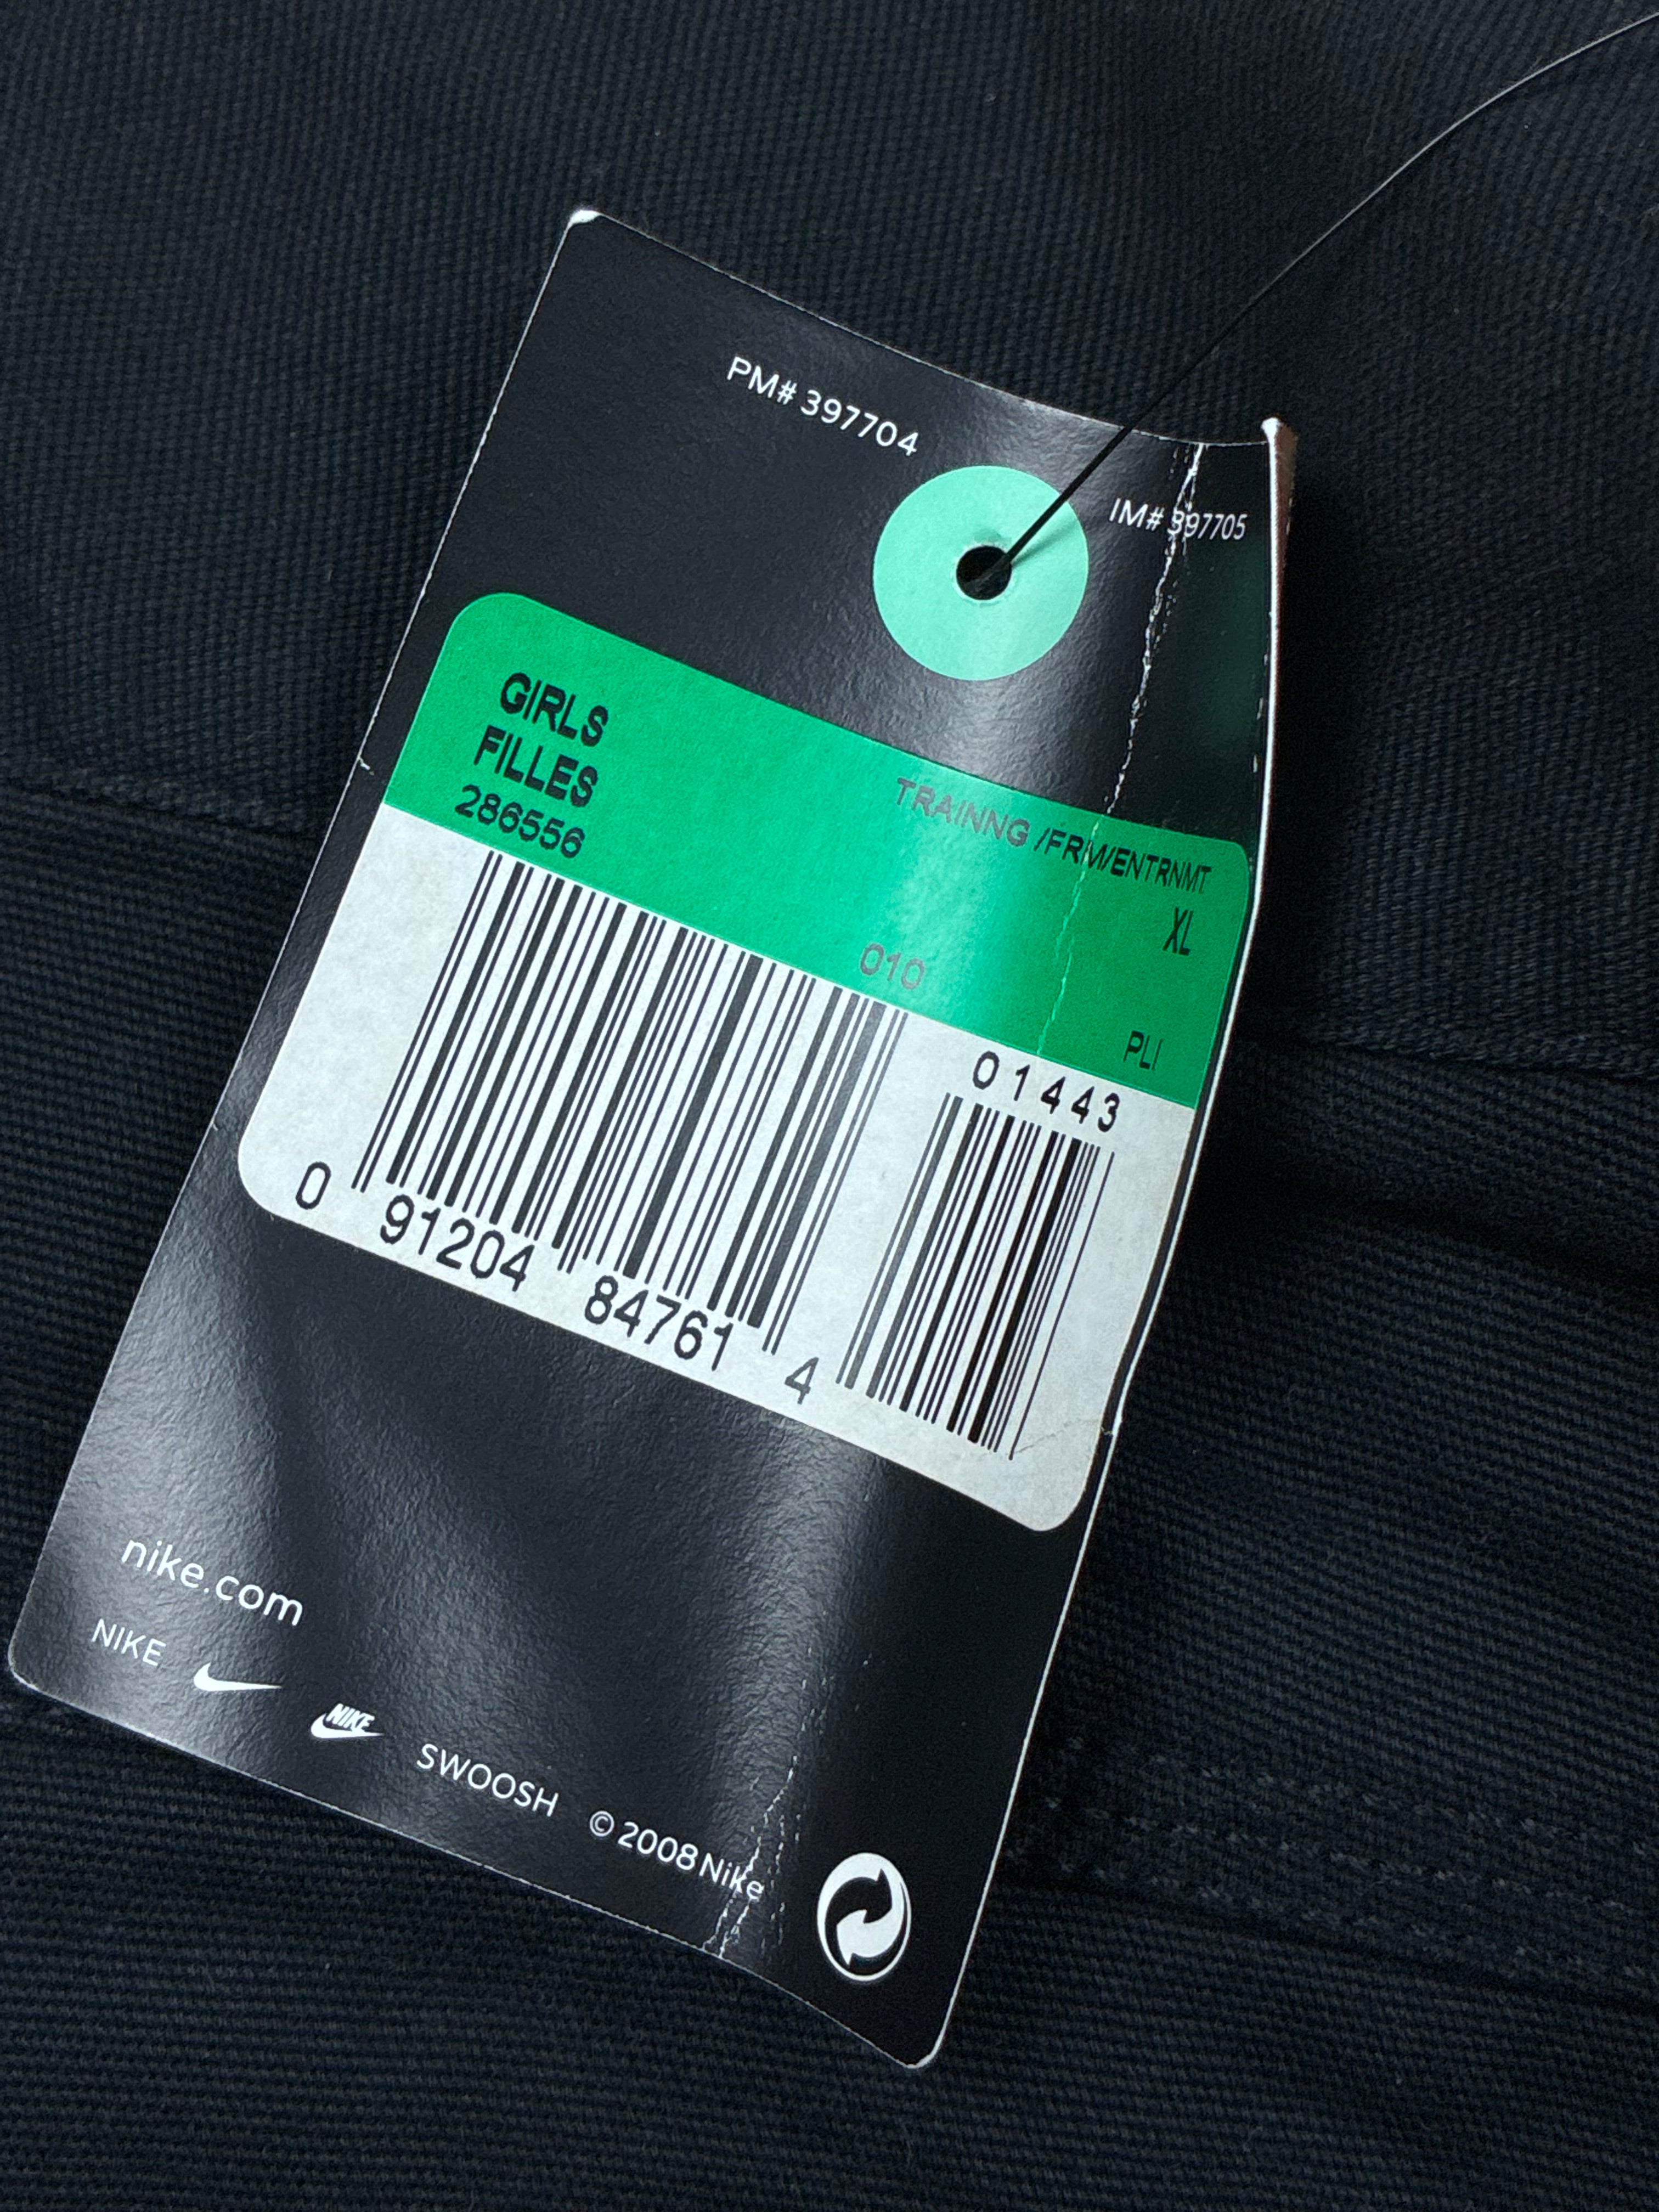 PM# 397704
IM# 397705
GIRLS
FILLES
286556
TRAINNG /FRM/ENTRNMT
XL
010
PLI
01443
0 91204 84761 4
nike.com
NIKE NIKE SWOOSH © 2008 Nike